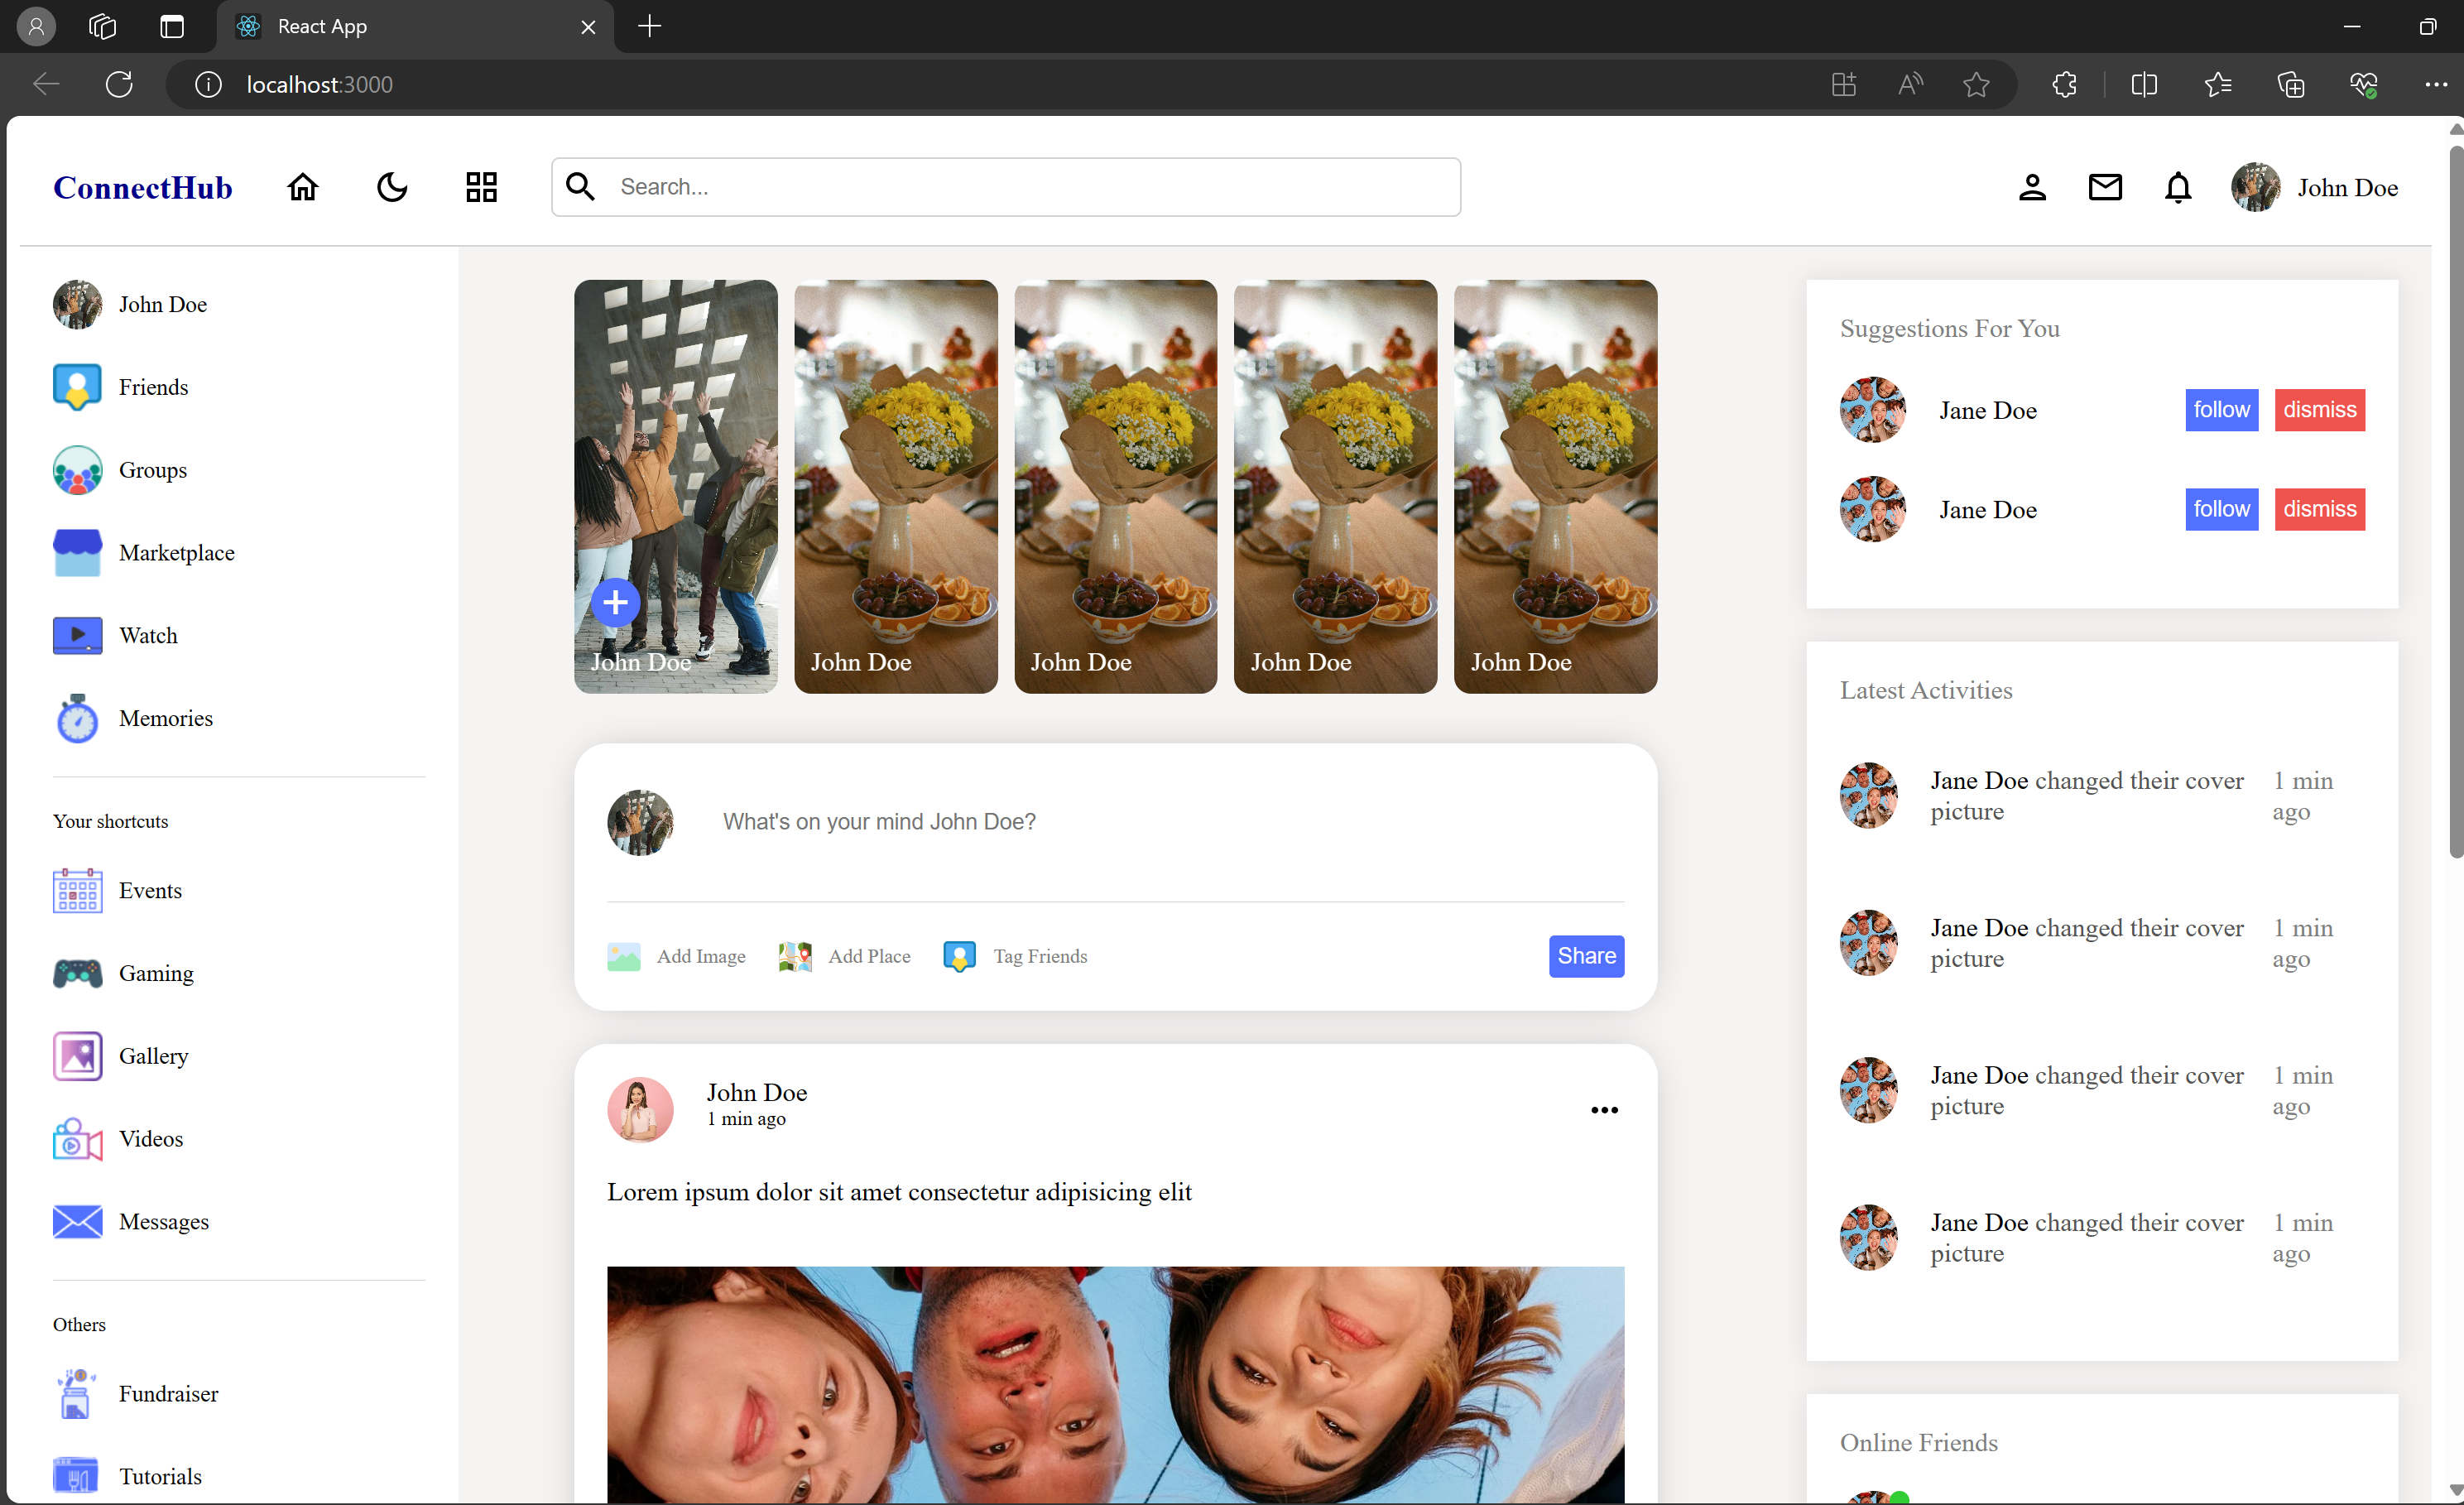 React App
localhost:3000
ConnectHub
Search...
John Doe
John Doe
Friends
Groups
Marketplace
Watch
Memories
Your shortcuts
Events
Gaming
Gallery
Videos
Messages
Others
Fundraiser
Tutorials
John Doe
John Doe
John Doe
John Doe
John Doe
What's on your mind John Doe?
Add Image
Add Place
Tag Friends
Share
John Doe
1 min ago
Lorem ipsum dolor sit amet consectetur adipisicing elit
Suggestions For You
Jane Doe
follow
dismiss
Jane Doe
follow
dismiss
Latest Activities
Jane Doe changed their cover
picture
1 min
ago
Jane Doe changed their cover
picture
1 min
ago
Jane Doe changed their cover
picture
1 min
ago
Jane Doe changed their cover
picture
1 min
ago
Online Friends